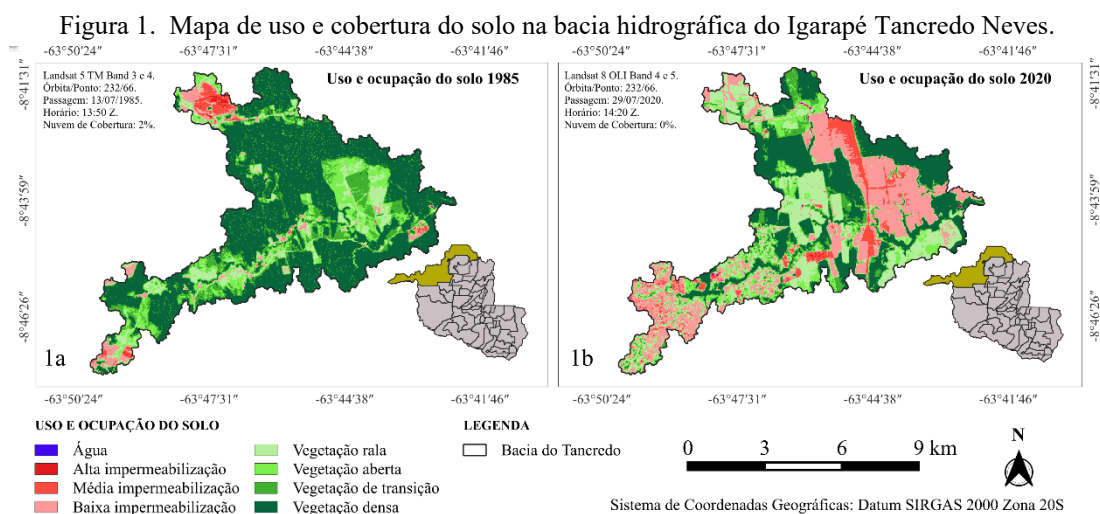 Figura 1. Mapa de uso e cobertura do solo na bacia hidrográfica do Igarapé Tancredo Neves.
-63°50′24″ -63°47′31″ -63°44′38″ -63°41′46″
-63°50′24″ -63°47′31″ -63°44′38″ -63°41′46″
Landsat 5 TM Band 3 e 4.
Órbita/Ponto: 232/66.
Passagem: 13/07/1985.
Horário: 13:50 Z.
Nuvem de Cobertura: 2%.
Uso e ocupação do solo 1985
Landsat 8 OLI Band 4 e 5.
Órbita/Ponto: 232/66.
Passagem: 29/07/2020.
Horário: 14:20 Z.
Nuvem de Cobertura: 0%.
Uso e ocupação do solo 2020
-8°41′31″
-8°43′59″
-8°46′26″
-8°41′31″
-8°43′59″
-8°46′26″
1a
1b
-63°50′24″ -63°47′31″ -63°44′38″ -63°41′46″
-63°50′24″ -63°47′31″ -63°44′38″ -63°41′46″
USO E OCUPAÇÃO DO SOLO
Água
Alta impermeabilização
Média impermeabilização
Baixa impermeabilização
Vegetação rala
Vegetação aberta
Vegetação de transição
Vegetação densa
LEGENDA
Bacia do Tancredo
0 3 6 9 km
N
Sistema de Coordenadas Geográficas: Datum SIRGAS 2000 Zona 20S